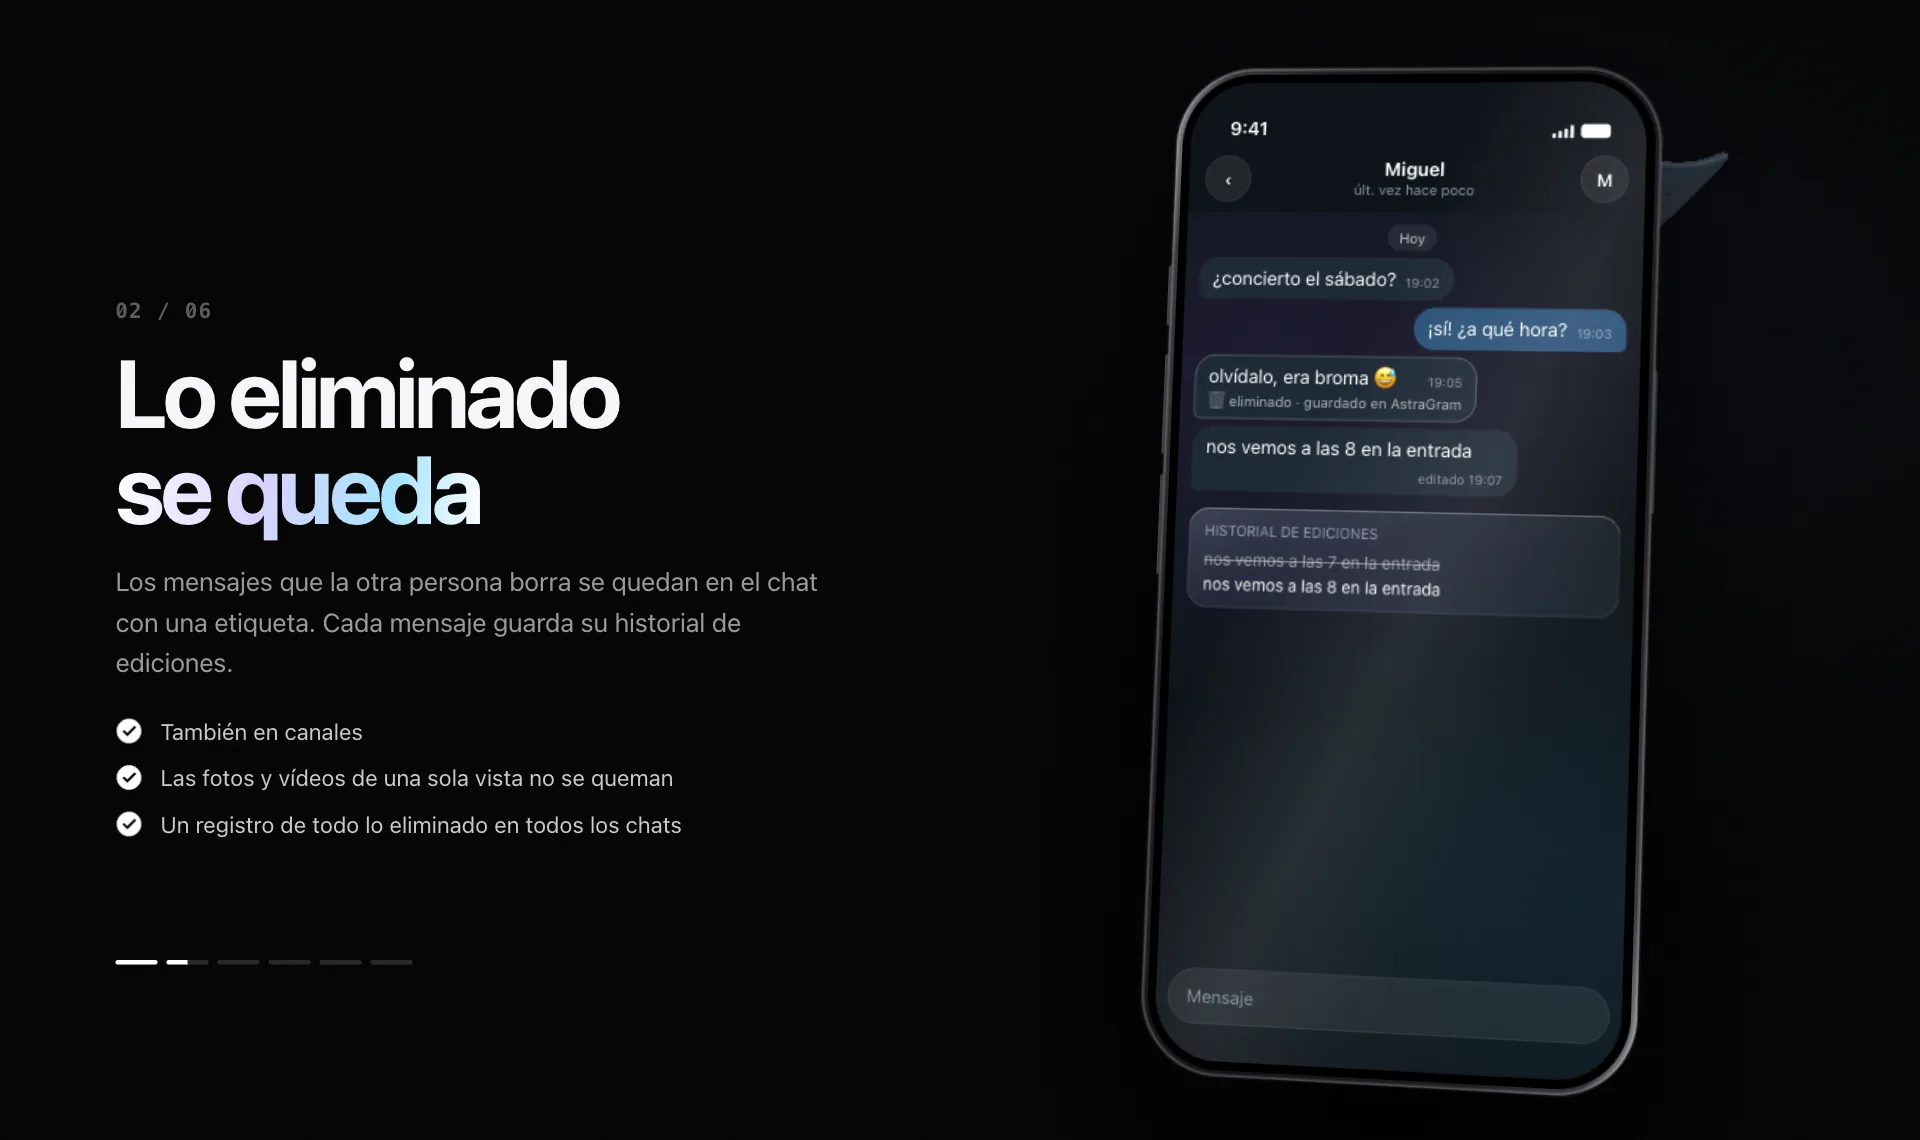 02 / 06
Lo eliminado
se queda
Los mensajes que la otra persona borra se quedan en el chat
con una etiqueta. Cada mensaje guarda su historial de
ediciones.
También en canales
Las fotos y vídeos de una sola vista no se queman
Un registro de todo lo eliminado en todos los chats
9:41
‹
Miguel
últ. vez hace poco
M
Hoy
¿concierto el sábado? 19:02
¡sí! ¿a qué hora? 19:03
olvídalo, era broma 😅 19:05
🗑 eliminado · guardado en AstraGram
nos vemos a las 8 en la entrada
editado 19:07
HISTORIAL DE EDICIONES
nos vemos a las 7 en la entrada
nos vemos a las 8 en la entrada
Mensaje